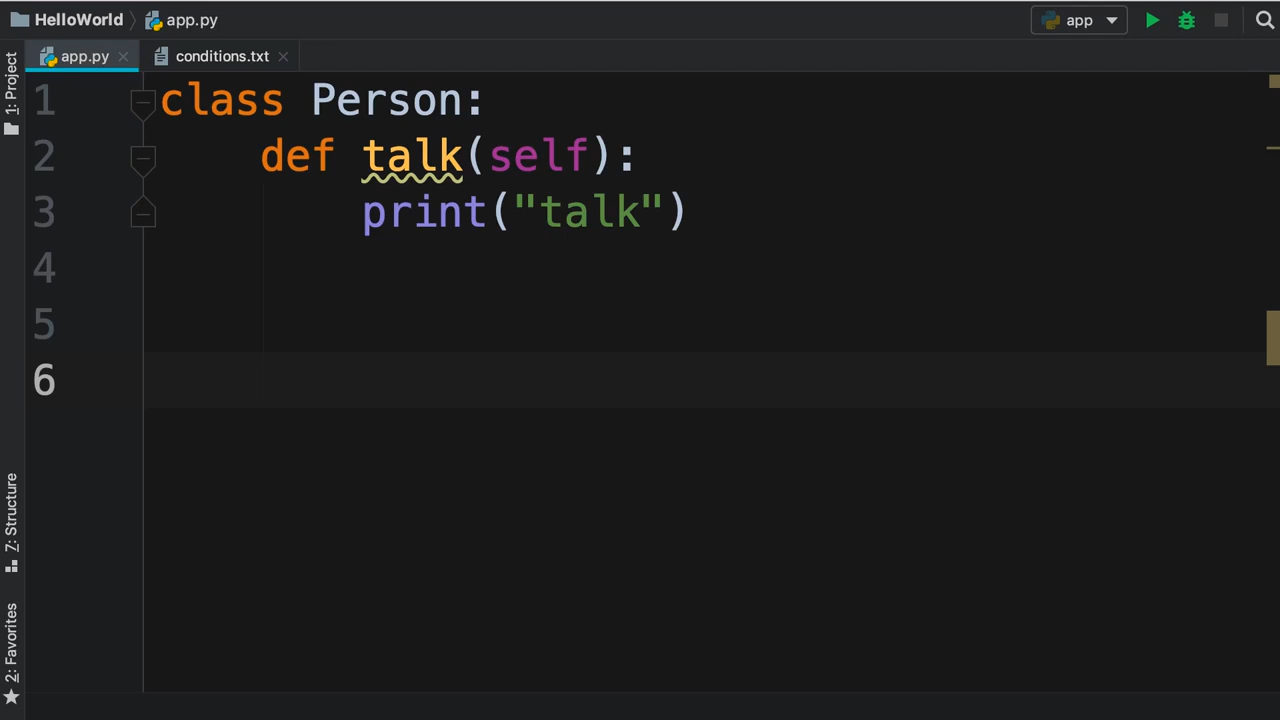 HelloWorld app.py app
app.py conditions.txt
1: Project
1 class Person:
2     def talk(self):
3         print("talk")
4
5
6
7: Structure
2: Favorites